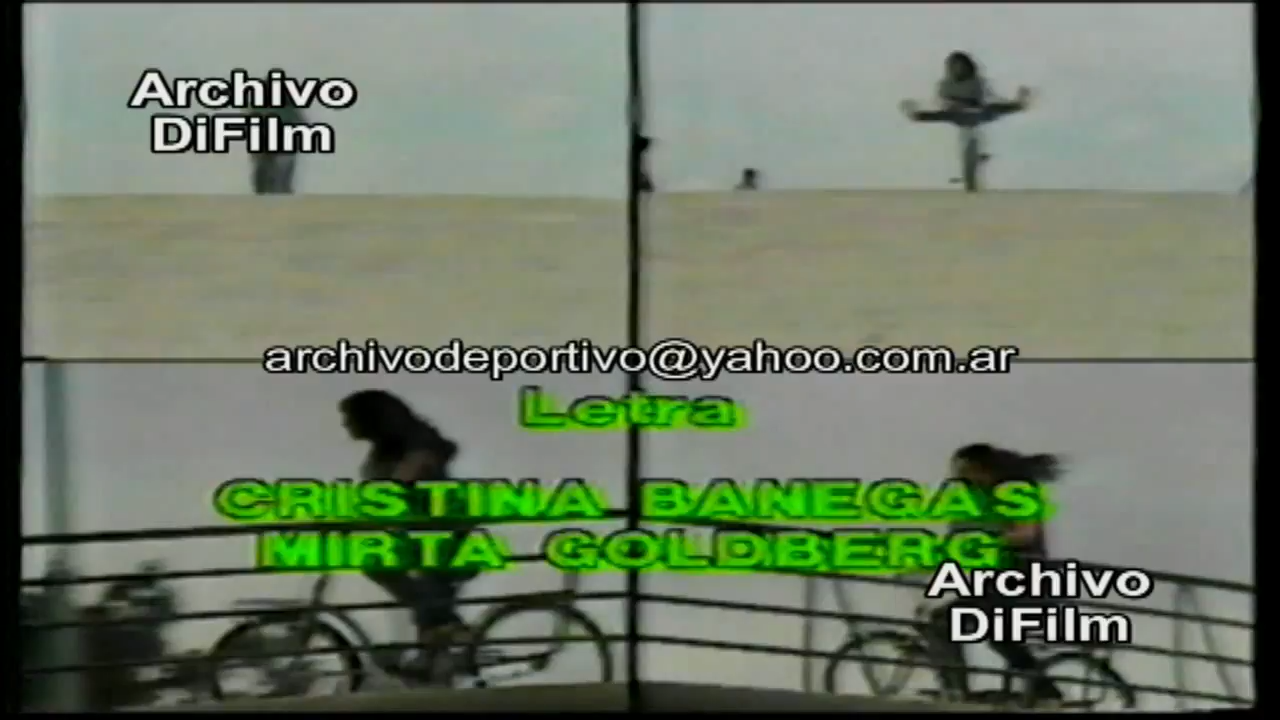 Archivo
DiFilm
archivodeportivo@yahoo.com.ar
Letra
CRISTINA BANEGAS
MIRTA GOLDBERG
Archivo
DiFilm